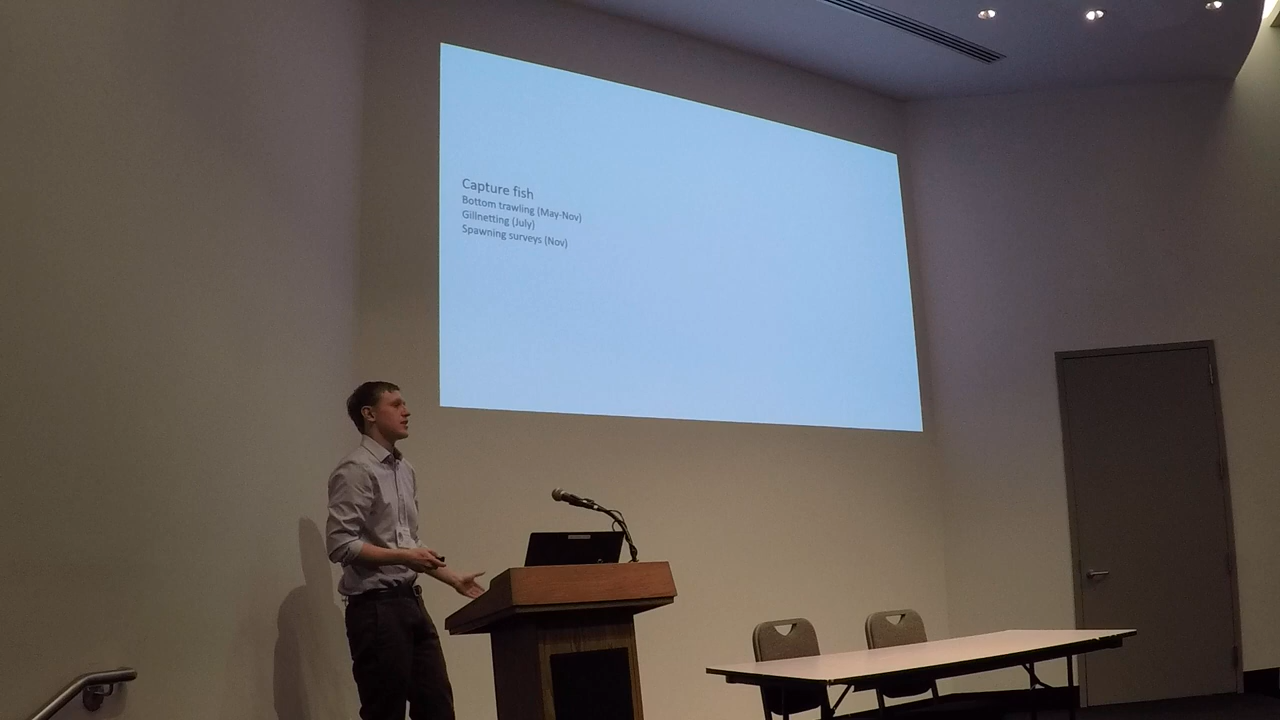 Capture fish
Bottom trawling (May-Nov)
Gillnetting (July)
Spawning surveys (Nov)